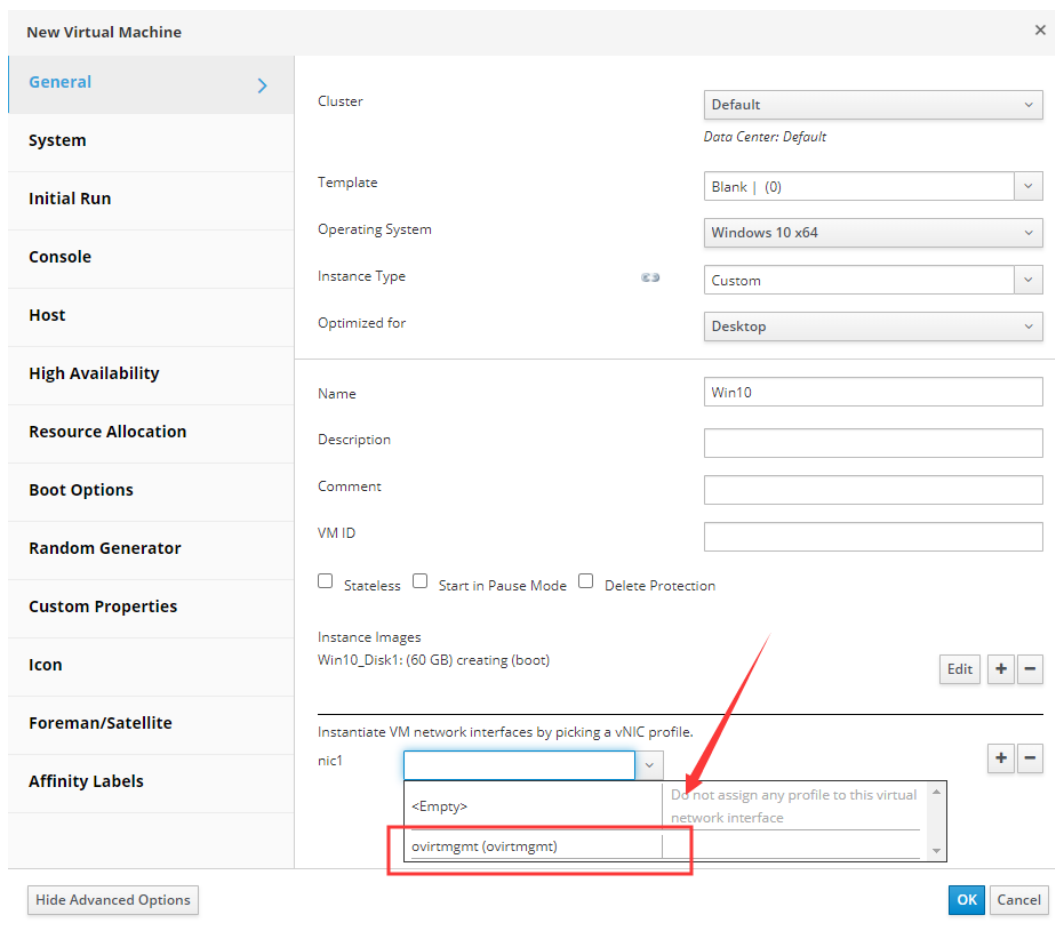 New Virtual Machine
×
General
System
Initial Run
Console
Host
High Availability
Resource Allocation
Boot Options
Random Generator
Custom Properties
Icon
Foreman/Satellite
Affinity Labels
Cluster
Default
Data Center: Default
Template
Blank | (0)
Operating System
Windows 10 x64
Instance Type
Custom
Optimized for
Desktop
Name
Win10
Description
Comment
VM ID
Stateless Start in Pause Mode Delete Protection
Instance Images
Win10_Disk1: (60 GB) creating (boot)
Edit + −
Instantiate VM network interfaces by picking a vNIC profile.
nic1
+ −
<Empty>
Do not assign any profile to this virtual
network interface
ovirtmgmt (ovirtmgmt)
Hide Advanced Options
OK Cancel